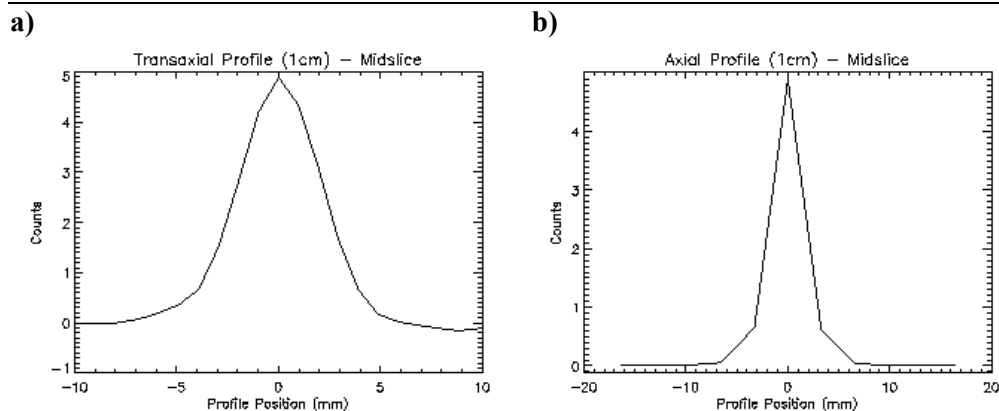 a)
Transaxial Profile (1cm) – Midslice
5
4
3
2
1
0
−1
Counts
−10
−5
0
5
10
Profile Position (mm)
b)
Axial Profile (1cm) – Midslice
4
3
2
1
0
Counts
−20
−10
0
10
20
Profile Position (mm)